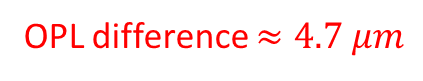 OPL difference ≈ 4.7 μm